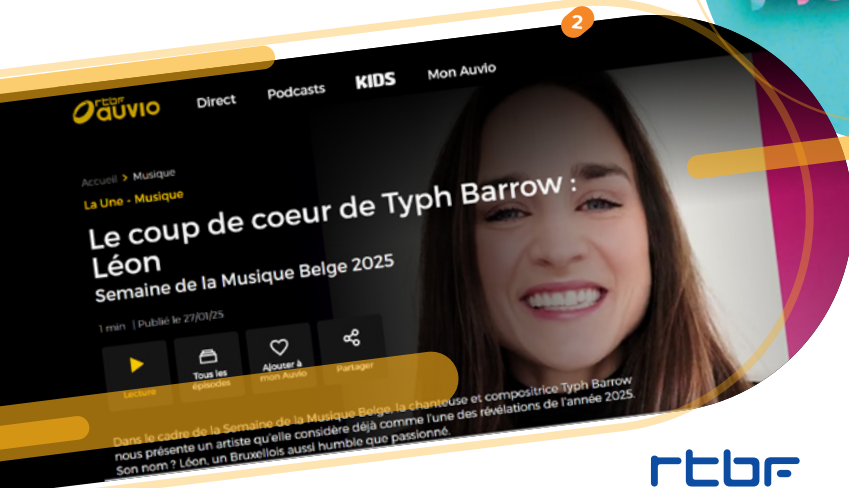 2
rtbf
auvio
Direct
Podcasts
KIDS
Mon Auvio
Accueil > Musique
La Une - Musique
Le coup de coeur de Typh Barrow :
Léon
Semaine de la Musique Belge 2025
1 min | Publié le 27/01/25
Lecture
Tous les
épisodes
Ajouter à
mon Auvio
Partager
Dans le cadre de la Semaine de la Musique Belge, la chanteuse et compositrice Typh Barrow
nous présente un artiste qu'elle considère déjà comme l'une des révélations de l'année 2025.
Son nom ? Léon, un Bruxellois aussi humble que passionné.
rtbf